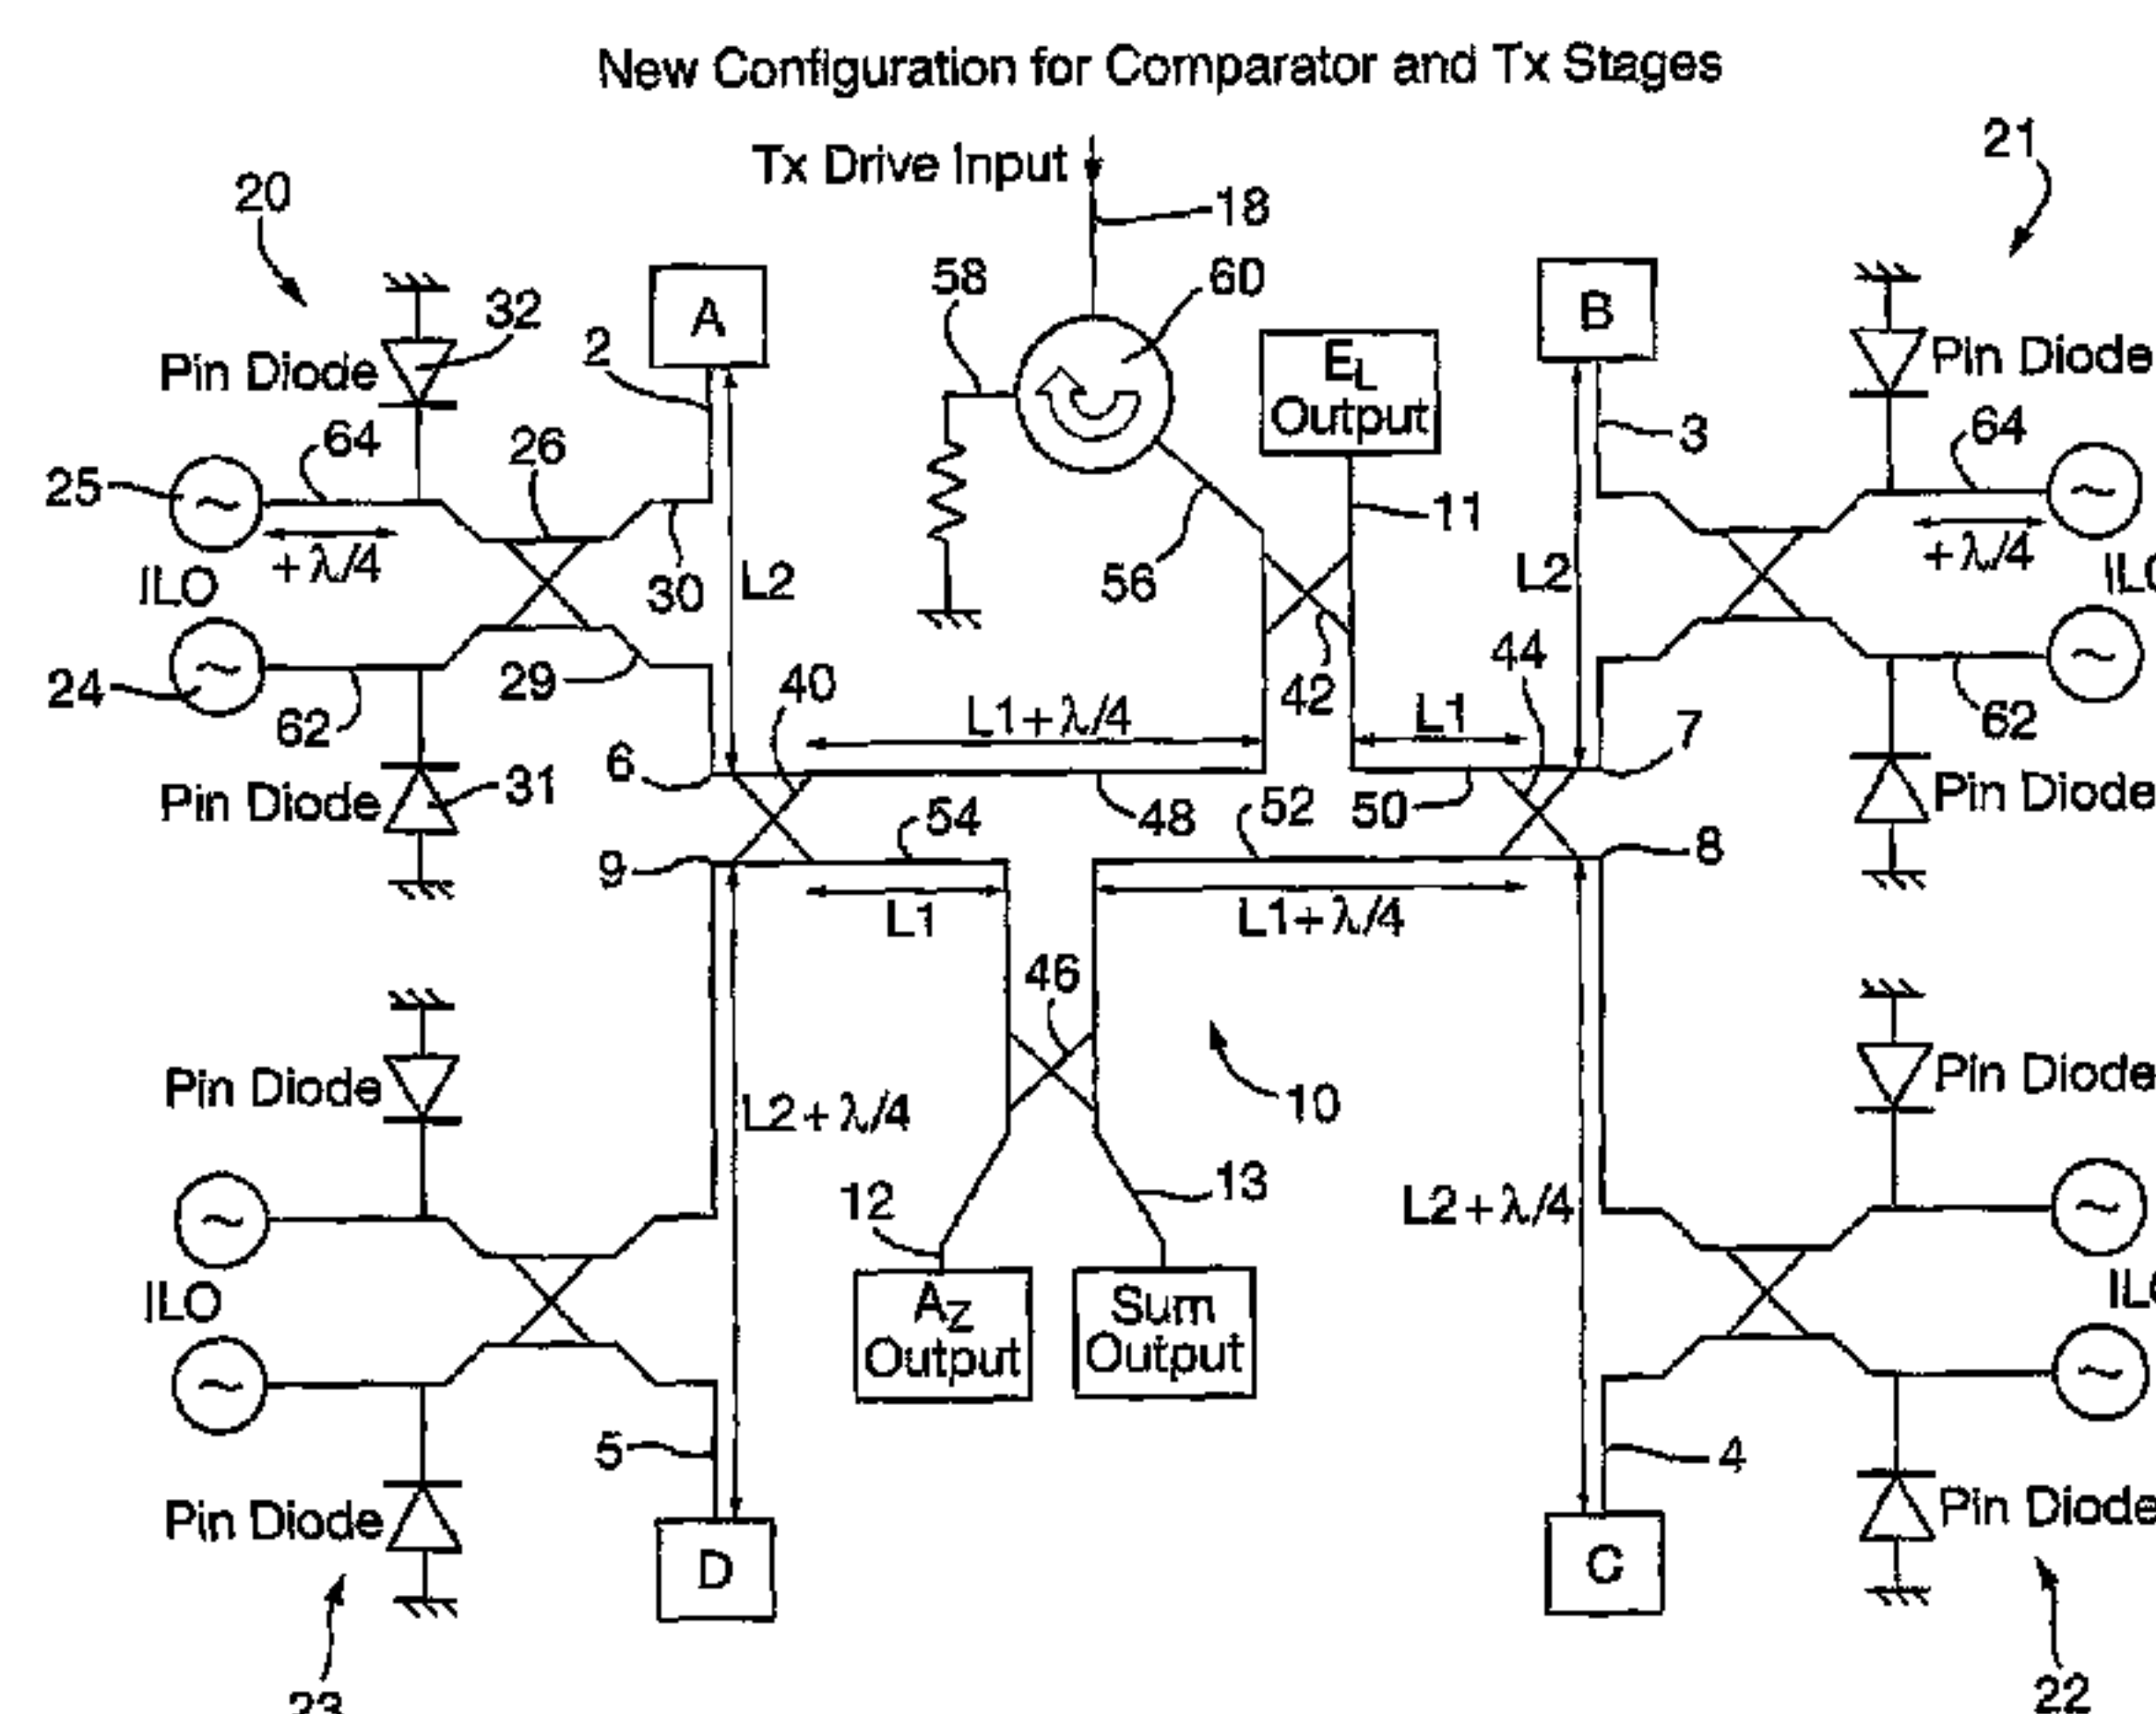 New Configuration for Comparator and Tx Stages
Tx Drive Input
21
20
18
58
60
A
B
32
2
EL
Output
Pin Diode
Pin Diode
64
26
3
64
25
11
+λ/4
30
L2
56
L2
+λ/4
ILO
24
62
29
40
42
44
L1+λ/4
L1
62
6
7
Pin Diode
31
54
48
52
50
Pin Diode
9
8
L1
L1+λ/4
46
Pin Diode
L2+λ/4
10
Pin Diode
12
13
L2+λ/4
ILO
AZ
Output
Sum
Output
5
4
Pin Diode
Pin Diode
D
C
23
22